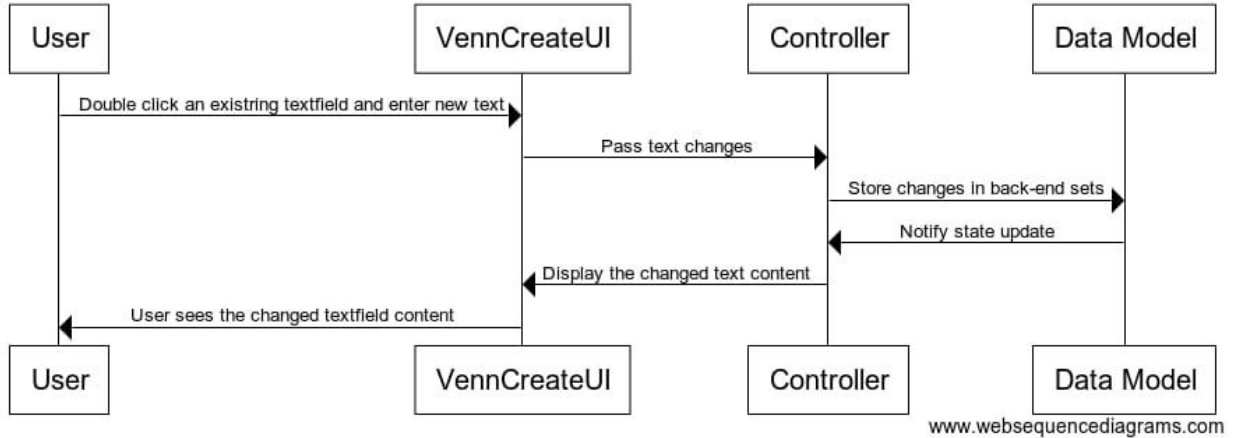 User
VennCreateUI
Controller
Data Model
Double click an existring textfield and enter new text
Pass text changes
Store changes in back-end sets
Notify state update
Display the changed text content
User sees the changed textfield content
User
VennCreateUI
Controller
Data Model
www.websequencediagrams.com